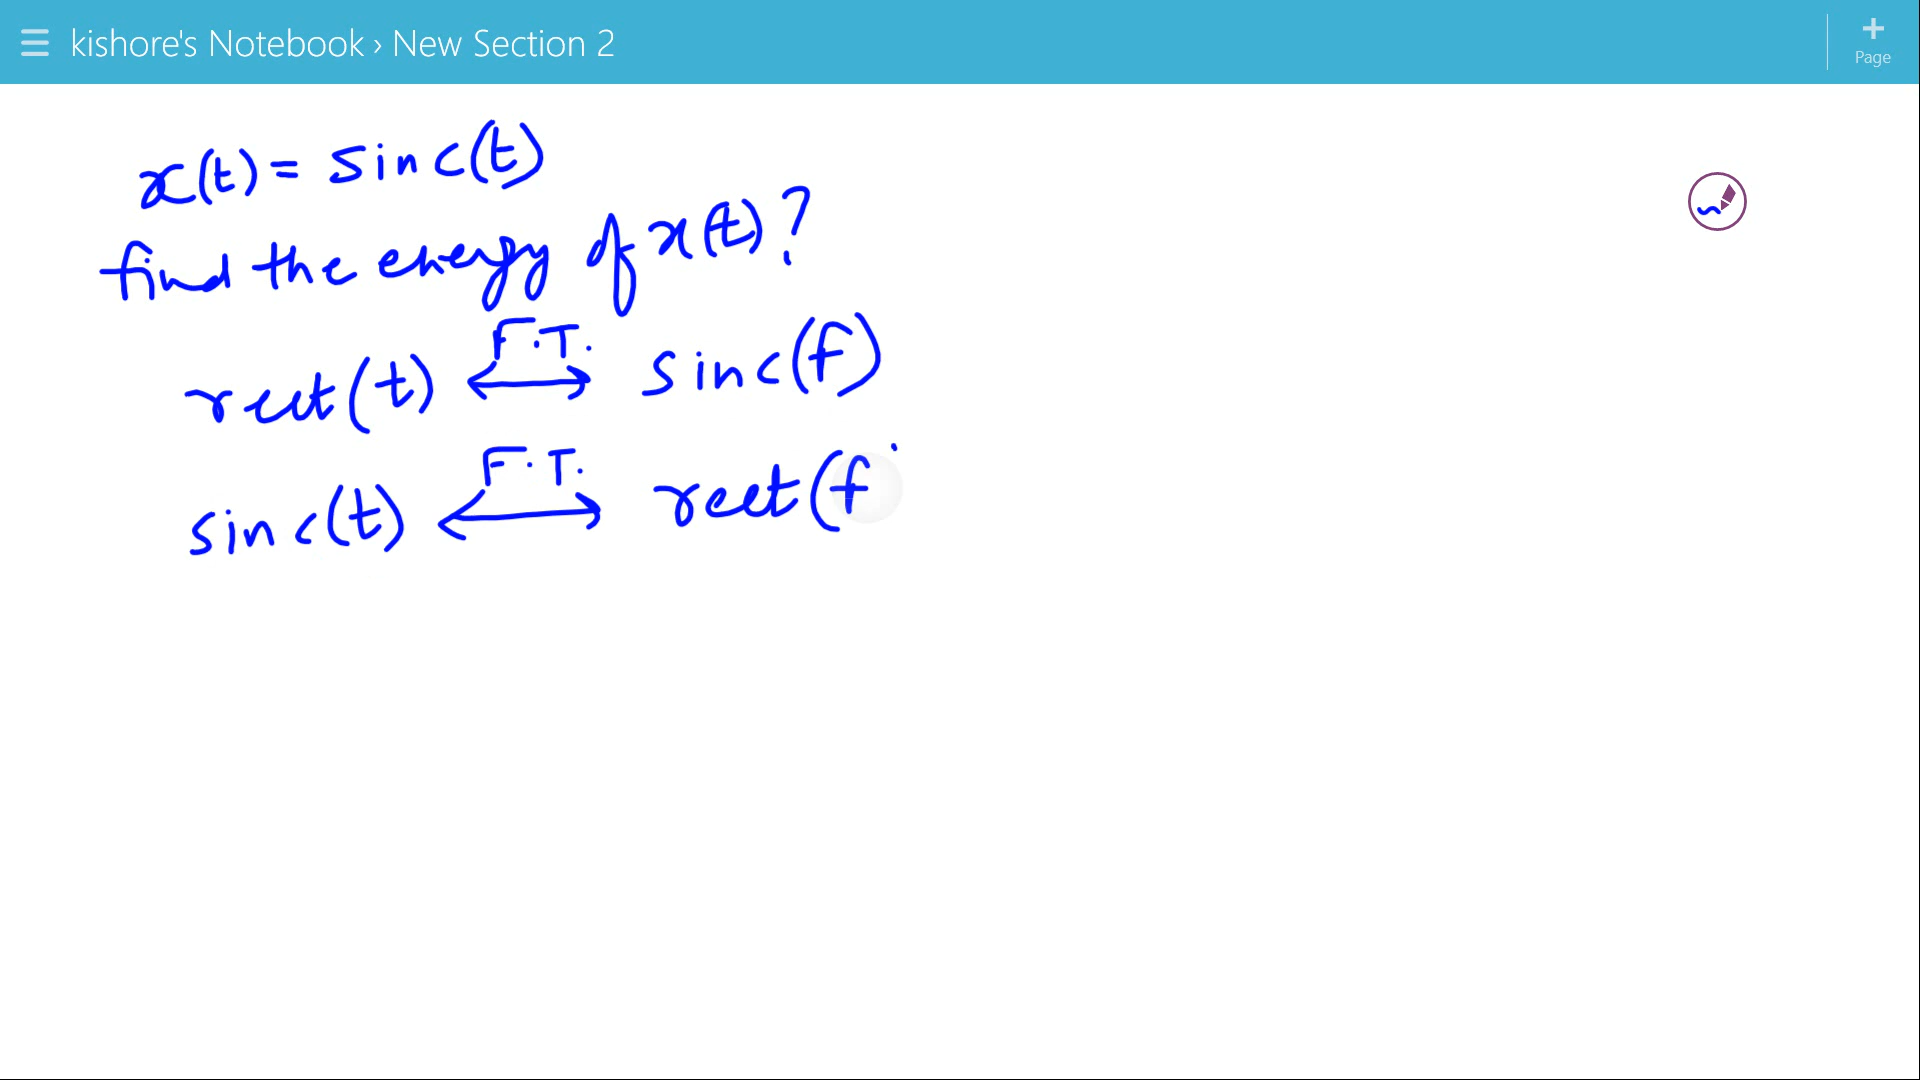 kishore's Notebook › New Section 2
Page
x(t) = sinc(t)
find the energy of x(t)?
rect(t) F.T. sinc(f)
sinc(t) F.T. rect(f